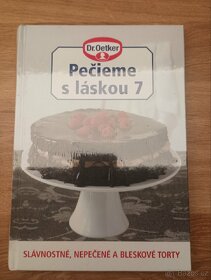 Dr.Oetker
Pečieme
s láskou 7
SLÁVNOSTNÉ, NEPEČENÉ A BLESKOVÉ TORTY